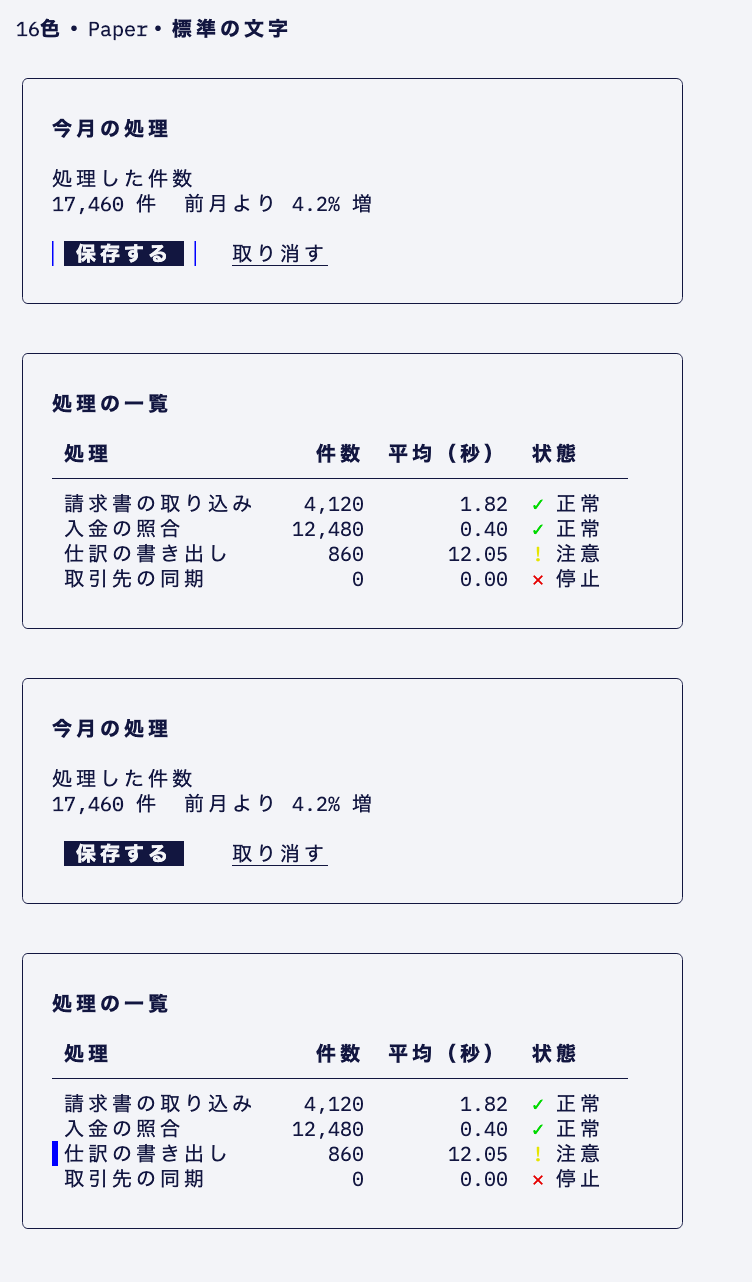 16色・Paper・標準の文字
今月の処理
処理した件数
17,460 件 前月より 4.2% 増
保存する 取り消す
処理の一覧
処理 件数 平均（秒） 状態
請求書の取り込み 4,120 1.82 ✓ 正常
入金の照合 12,480 0.40 ✓ 正常
仕訳の書き出し 860 12.05 ! 注意
取引先の同期 0 0.00 × 停止
今月の処理
処理した件数
17,460 件 前月より 4.2% 増
保存する 取り消す
処理の一覧
処理 件数 平均（秒） 状態
請求書の取り込み 4,120 1.82 ✓ 正常
入金の照合 12,480 0.40 ✓ 正常
仕訳の書き出し 860 12.05 ! 注意
取引先の同期 0 0.00 × 停止